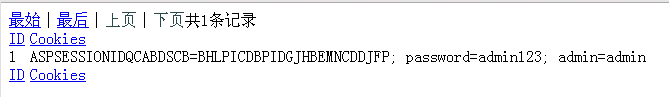 最始|最后|上页|下页共1条记录
ID Cookies
1 ASPSESSIONIDQCABDSCB=BHLPICDBPIDGJHBEMNCDDJFP; password=admin123; admin=admin
ID Cookies